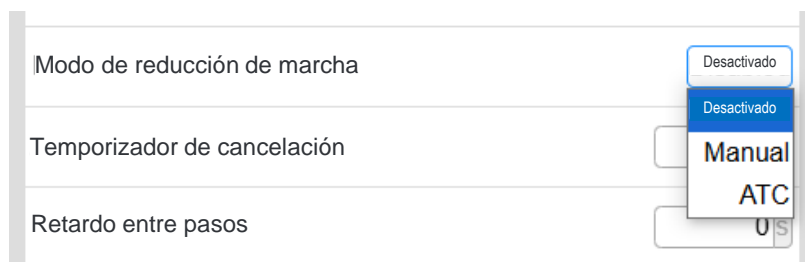 Modo de reducción de marcha
Desactivado
Desactivado
Temporizador de cancelación
Manual
ATC
Retardo entre pasos
0 s